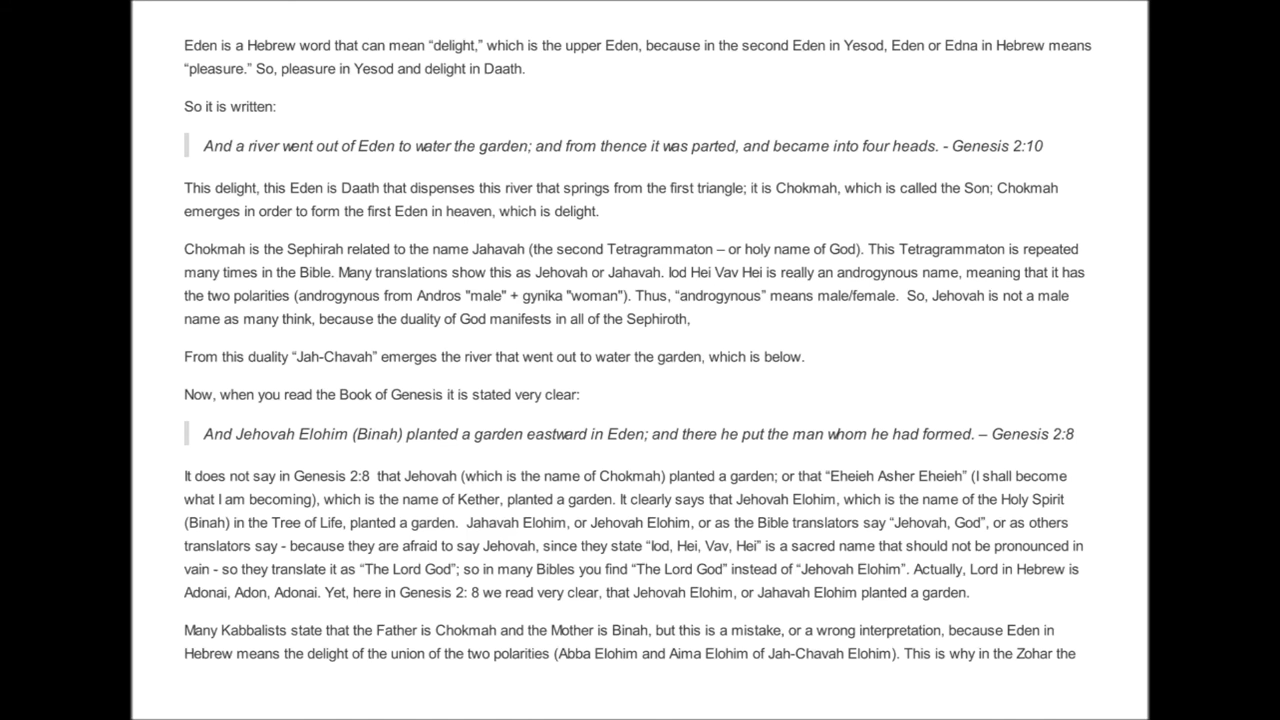 Eden is a Hebrew word that can mean “delight,” which is the upper Eden, because in the second Eden in Yesod, Eden or Edna in Hebrew means
“pleasure.” So, pleasure in Yesod and delight in Daath.
So it is written:
And a river went out of Eden to water the garden; and from thence it was parted, and became into four heads. - Genesis 2:10
This delight, this Eden is Daath that dispenses this river that springs from the first triangle; it is Chokmah, which is called the Son; Chokmah
emerges in order to form the first Eden in heaven, which is delight.
Chokmah is the Sephirah related to the name Jahavah (the second Tetragrammaton – or holy name of God). This Tetragrammaton is repeated
many times in the Bible. Many translations show this as Jehovah or Jahavah. Iod Hei Vav Hei is really an androgynous name, meaning that it has
the two polarities (androgynous from Andros "male" + gynika "woman"). Thus, “androgynous” means male/female.  So, Jehovah is not a male
name as many think, because the duality of God manifests in all of the Sephiroth,
From this duality “Jah-Chavah” emerges the river that went out to water the garden, which is below.
Now, when you read the Book of Genesis it is stated very clear:
And Jehovah Elohim (Binah) planted a garden eastward in Eden; and there he put the man whom he had formed. – Genesis 2:8
It does not say in Genesis 2:8  that Jehovah (which is the name of Chokmah) planted a garden; or that “Eheieh Asher Eheieh” (I shall become
what I am becoming), which is the name of Kether, planted a garden. It clearly says that Jehovah Elohim, which is the name of the Holy Spirit
(Binah) in the Tree of Life, planted a garden.  Jahavah Elohim, or Jehovah Elohim, or as the Bible translators say “Jehovah, God”, or as others
translators say - because they are afraid to say Jehovah, since they state “Iod, Hei, Vav, Hei” is a sacred name that should not be pronounced in
vain - so they translate it as “The Lord God”; so in many Bibles you find “The Lord God” instead of “Jehovah Elohim”. Actually, Lord in Hebrew is
Adonai, Adon, Adonai. Yet, here in Genesis 2: 8 we read very clear, that Jehovah Elohim, or Jahavah Elohim planted a garden.
Many Kabbalists state that the Father is Chokmah and the Mother is Binah, but this is a mistake, or a wrong interpretation, because Eden in
Hebrew means the delight of the union of the two polarities (Abba Elohim and Aima Elohim of Jah-Chavah Elohim). This is why in the Zohar the